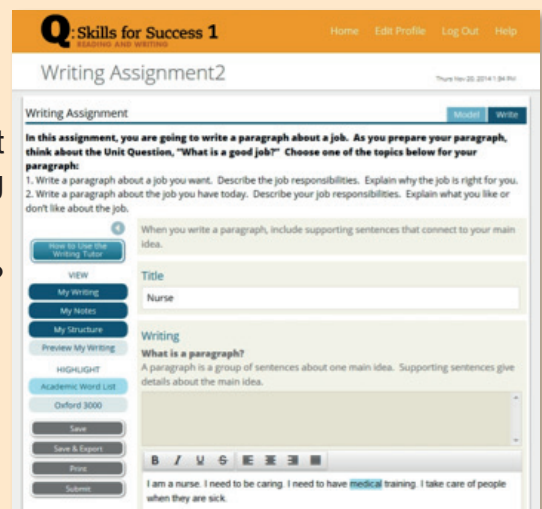 Q: Skills for Success 1
READING AND WRITING
Home Edit Profile Log Out Help
Writing Assignment2
Thurs Nov 20, 2014 1:94 PM
Writing Assignment
Model Write
In this assignment, you are going to write a paragraph about a job. As you prepare your paragraph,
think about the Unit Question, "What is a good job?" Choose one of the topics below for your
paragraph:
1. Write a paragraph about a job you want. Describe the job responsibilities. Explain why the job is right for you.
2. Write a paragraph about the job you have today. Describe your job responsibilities. Explain what you like or
don't like about the job.
How to Use the
Writing Tutor
VIEW
My Writing
My Notes
My Structure
Preview My Writing
HIGHLIGHT
Academic Word List
Oxford 3000
Save
Save & Export
Print
Submit
When you write a paragraph, include supporting sentences that connect to your main
idea.
Title
Nurse
Writing
What is a paragraph?
A paragraph is a group of sentences about one main idea. Supporting sentences give
details about the main idea.
B I U S
I am a nurse. I need to be caring. I need to have medical training. I take care of people
when they are sick.